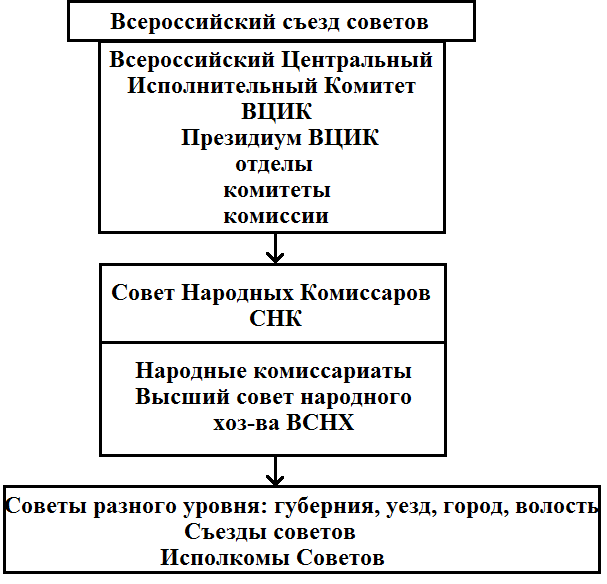 Всероссийский съезд советов
Всероссийский Центральный
Исполнительный Комитет
ВЦИК
Президиум ВЦИК
отделы
комитеты
комиссии
Совет Народных Комиссаров
СНК
Народные комиссариаты
Высший совет народного
хоз-ва ВСНХ
Советы разного уровня: губерния, уезд, город, волость
Съезды советов
Исполкомы Советов